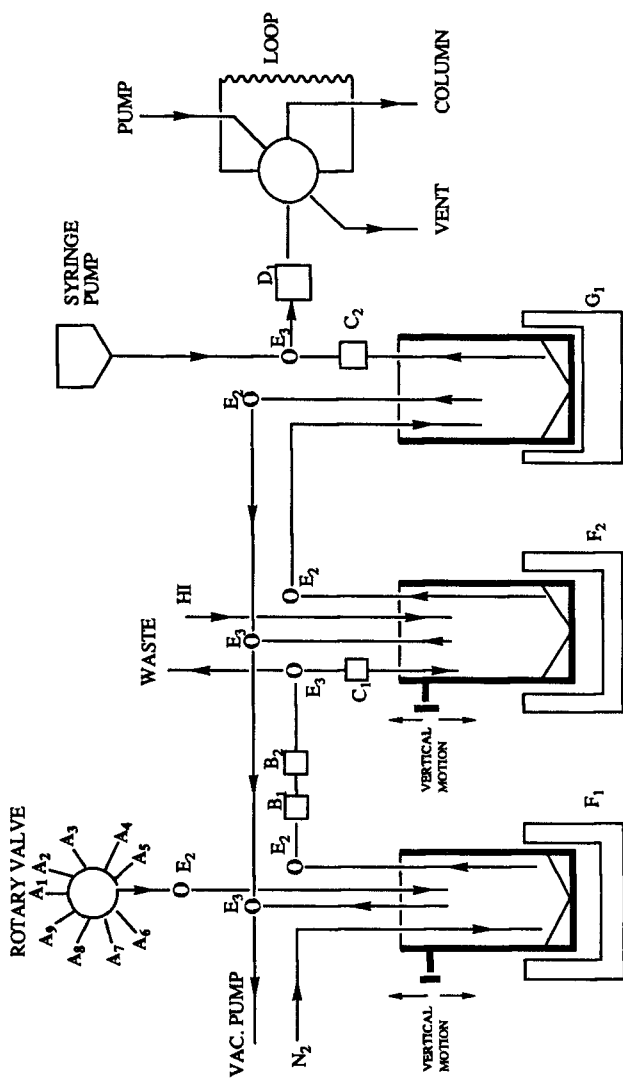 ROTARY VALVE
A1
A2
A3
A4
A5
A6
A7
A8
A9
E2
VAC. PUMP
E3
N2
E2
B1
B2
WASTE
HI
E3
E3
C1
E2
E2
SYRINGE
PUMP
E3
C2
D1
PUMP
LOOP
VENT
COLUMN
VERTICAL
MOTION
F1
VERTICAL
MOTION
F2
G1